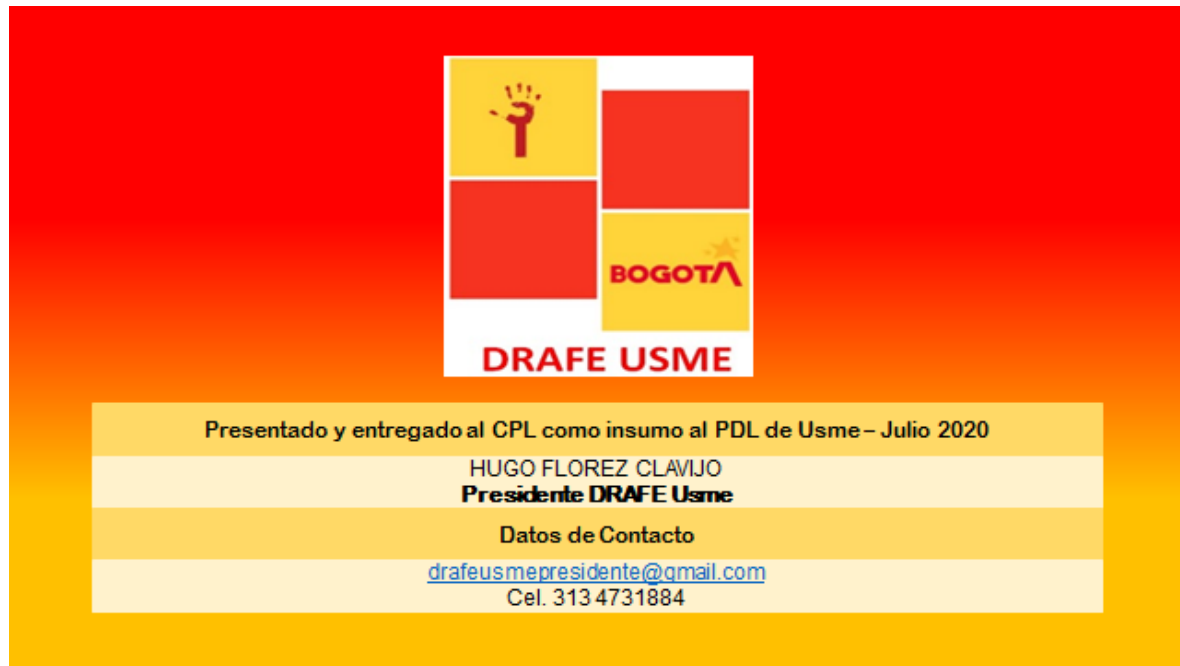 BOGOTÁ
DRAFE USME
Presentado y entregado al CPL como insumo al PDL de Usme – Julio 2020
HUGO FLOREZ CLAVIJO
Presidente DRAFE Usme
Datos de Contacto
drafeusmepresidente@gmail.com
Cel. 313 4731884